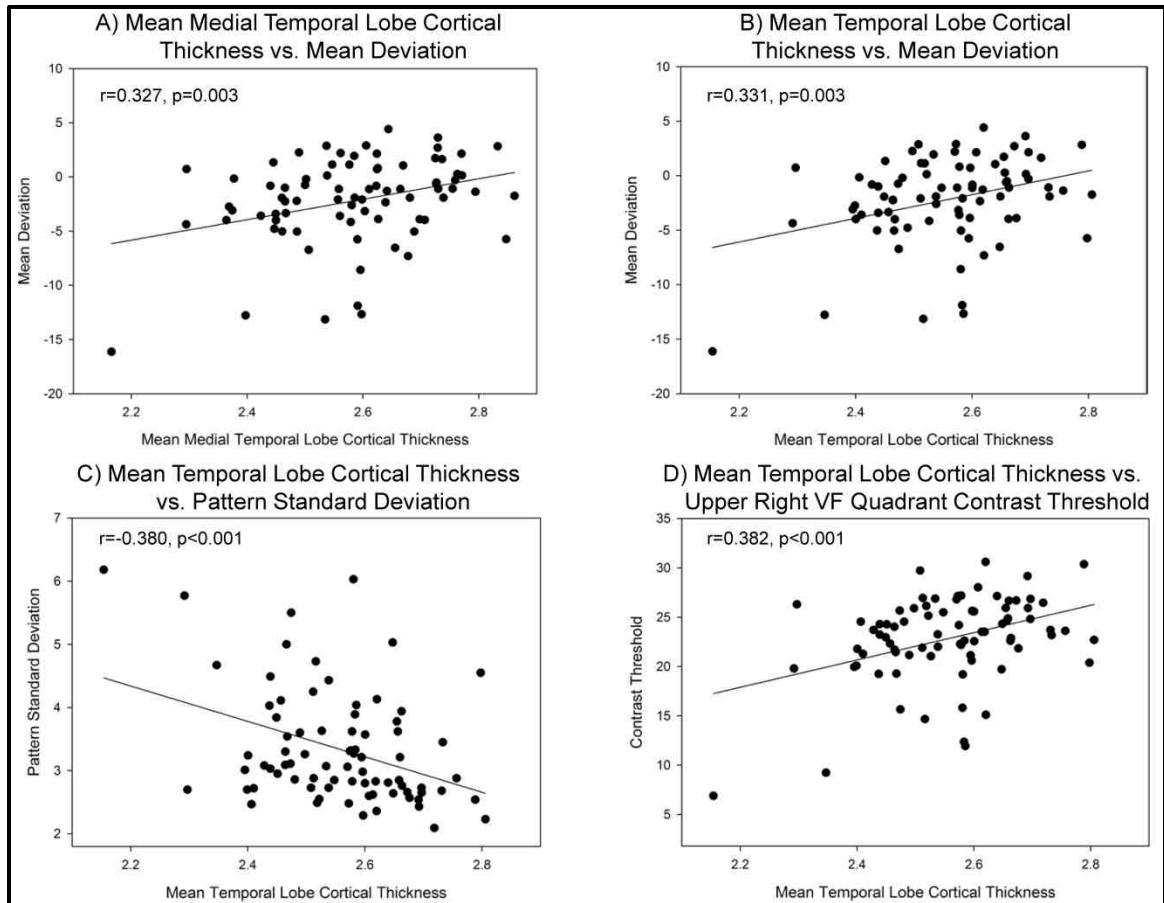 A) Mean Medial Temporal Lobe Cortical
Thickness vs. Mean Deviation
r=0.327, p=0.003
10
5
0
-5
-10
-15
-20
Mean Deviation
2.2
2.4
2.6
2.8
Mean Medial Temporal Lobe Cortical Thickness
B) Mean Temporal Lobe Cortical
Thickness vs. Mean Deviation
r=0.331, p=0.003
10
5
0
-5
-10
-15
-20
Mean Deviation
2.2
2.4
2.6
2.8
Mean Temporal Lobe Cortical Thickness
C) Mean Temporal Lobe Cortical Thickness
vs. Pattern Standard Deviation
r=-0.380, p<0.001
7
6
5
4
3
2
Pattern Standard Deviation
2.2
2.4
2.6
2.8
Mean Temporal Lobe Cortical Thickness
D) Mean Temporal Lobe Cortical Thickness vs.
Upper Right VF Quadrant Contrast Threshold
r=0.382, p<0.001
35
30
25
20
15
10
5
Contrast Threshold
2.2
2.4
2.6
2.8
Mean Temporal Lobe Cortical Thickness